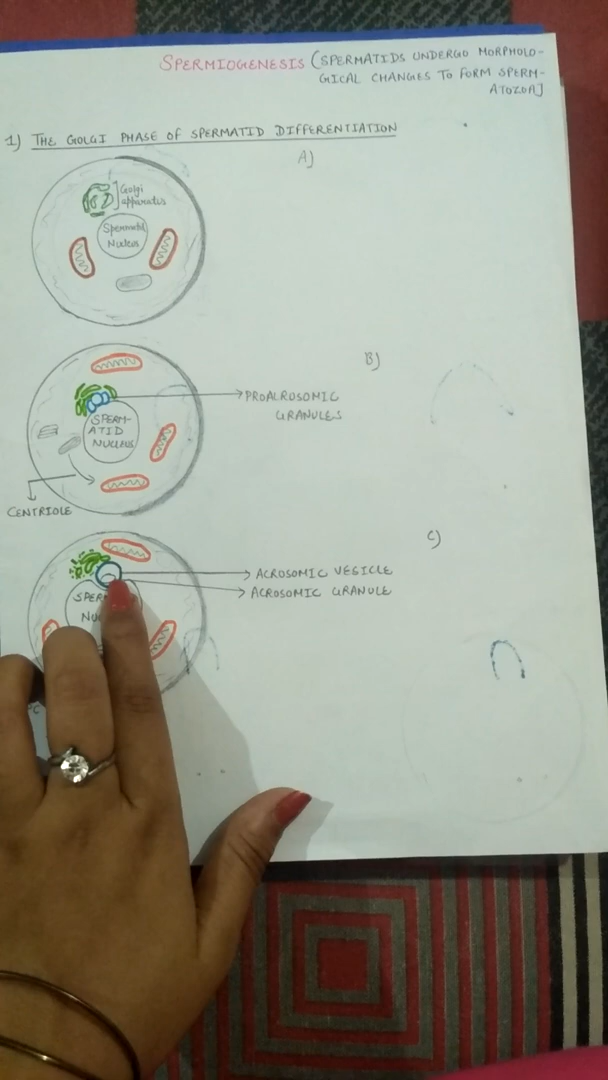 SPERMIOGENESIS (SPERMATIDS UNDERGO MORPHOLO-
GICAL CHANGES TO FORM SPERM-
ATOZOA)
1) THE GOLGI PHASE OF SPERMATID DIFFERENTIATION
A)
Golgi
apparatus
Spermatid
Nucleus
B)
PROACROSOMIC
GRANULES
SPERM-
ATID
NUCLEUS
CENTRIOLE
C)
ACROSOMIC VESICLE
ACROSOMIC GRANULE